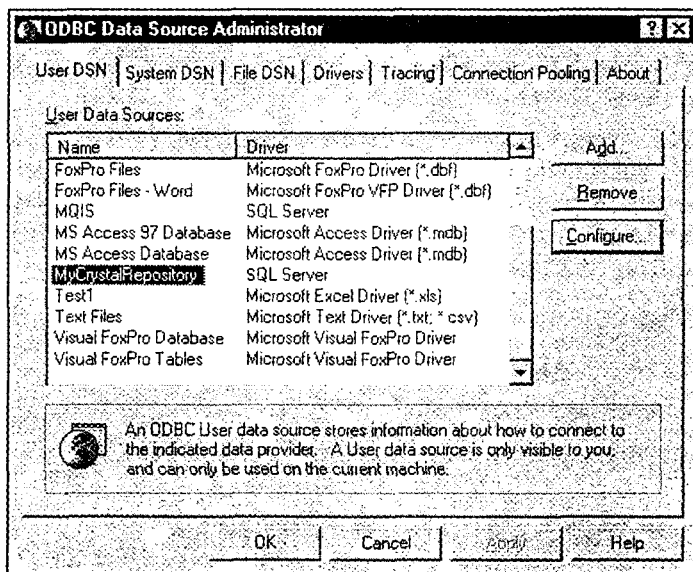 ODBC Data Source Administrator
User DSN System DSN File DSN Drivers Tracing Connection Pooling About
User Data Sources:
Name Driver
FoxPro Files Microsoft FoxPro Driver (*.dbf)
FoxPro Files - Word Microsoft FoxPro VFP Driver (*.dbf)
MQIS SQL Server
MS Access 97 Database Microsoft Access Driver (*.mdb)
MS Access Database Microsoft Access Driver (*.mdb)
MyCrystalRepository SQL Server
Test1 Microsoft Excel Driver (*.xls)
Text Files Microsoft Text Driver (*.txt; *.csv)
Visual FoxPro Database Microsoft Visual FoxPro Driver
Visual FoxPro Tables Microsoft Visual FoxPro Driver
Add...
Remove
Configure...
An ODBC User data source stores information about how to connect to
the indicated data provider. A User data source is only visible to you,
and can only be used on the current machine.
OK Cancel Apply Help